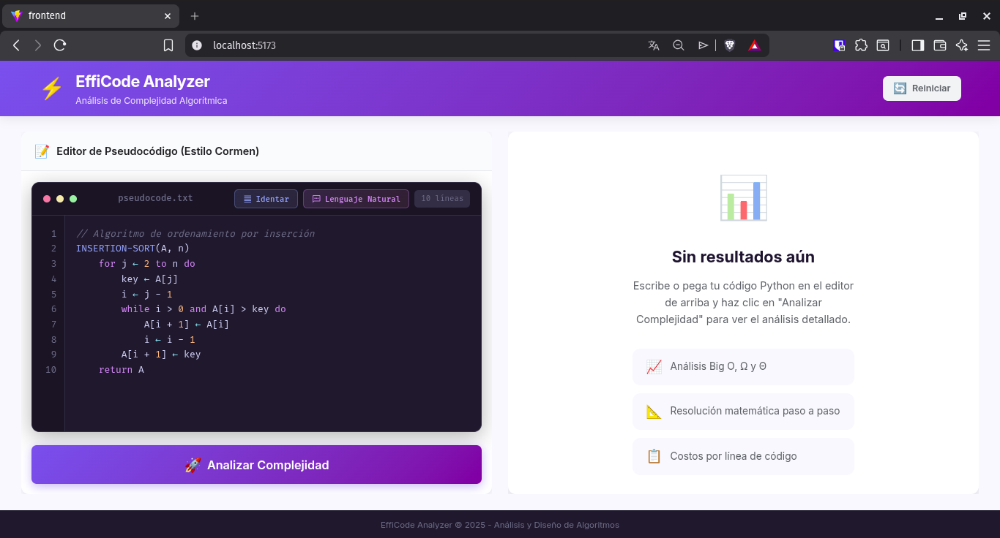 frontend
localhost:5173
EffiCode Analyzer
Análisis de Complejidad Algorítmica
Reiniciar
Editor de Pseudocódigo (Estilo Cormen)
pseudocode.txt
Identar
Lenguaje Natural
10 líneas
1 // Algoritmo de ordenamiento por inserción
2 INSERTION-SORT(A, n)
3 for j ← 2 to n do
4 key ← A[j]
5 i ← j - 1
6 while i > 0 and A[i] > key do
7 A[i + 1] ← A[i]
8 i ← i - 1
9 A[i + 1] ← key
10 return A
Analizar Complejidad
Sin resultados aún
Escribe o pega tu código Python en el editor
de arriba y haz clic en "Analizar
Complejidad" para ver el análisis detallado.
Análisis Big O, Ω y Θ
Resolución matemática paso a paso
Costos por línea de código
EffiCode Analyzer © 2025 - Análisis y Diseño de Algoritmos